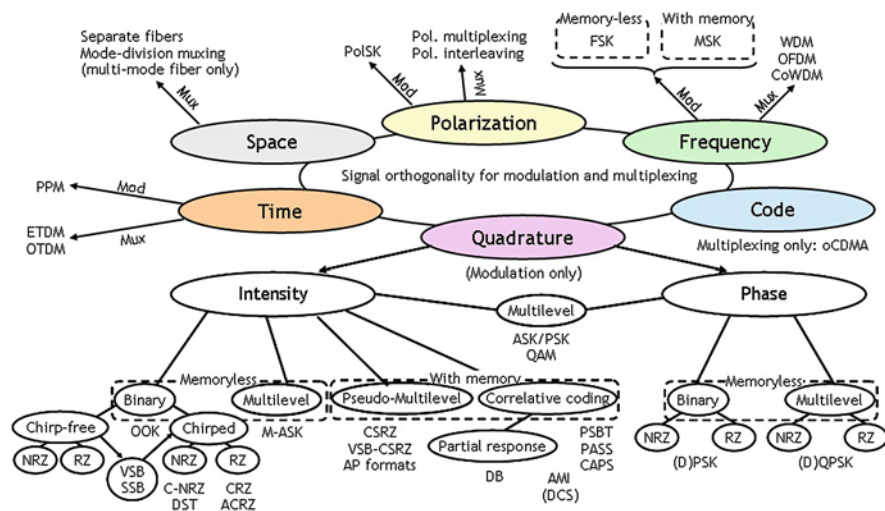 Separate fibers
Mode-division muxing
(multi-mode fiber only)
Mux
PolSK
Mod
Pol. multiplexing
Pol. interleaving
Mux
Memory-less
FSK
With memory
MSK
Mod
WDM
OFDM
CoWDM
Mux
Space
Polarization
Frequency
Signal orthogonality for modulation and multiplexing
PPM
Mod
Time
ETDM
OTDM
Mux
Code
Multiplexing only: oCDMA
Quadrature
(Modulation only)
Intensity
Phase
Multilevel
ASK/PSK
QAM
Memoryless
Binary
OOK
Multilevel
M-ASK
Chirp-free
NRZ
RZ
VSB
SSB
Chirped
NRZ
RZ
C-NRZ
DST
CRZ
ACRZ
With memory
Pseudo-Multilevel
CSRZ
VSB-CSRZ
AP formats
Correlative coding
Partial response
DB
AMI
(DCS)
PSBT
PASS
CAPS
Memoryless
Binary
NRZ
RZ
(D)PSK
Multilevel
NRZ
RZ
(D)QPSK